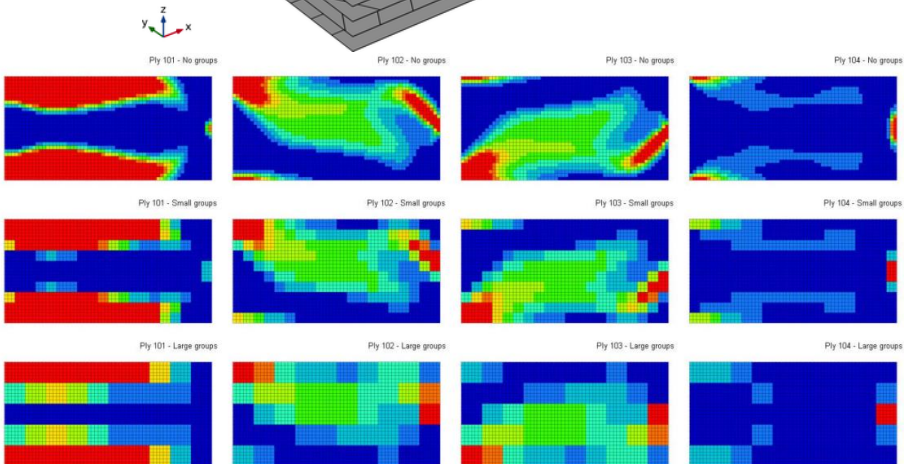 z
y x
Ply 101 - No groups Ply 102 - No groups Ply 103 - No groups Ply 104 - No groups
Ply 101 - Small groups Ply 102 - Small groups Ply 103 - Small groups Ply 104 - Small groups
Ply 101 - Large groups Ply 102 - Large groups Ply 103 - Large groups Ply 104 - Large groups